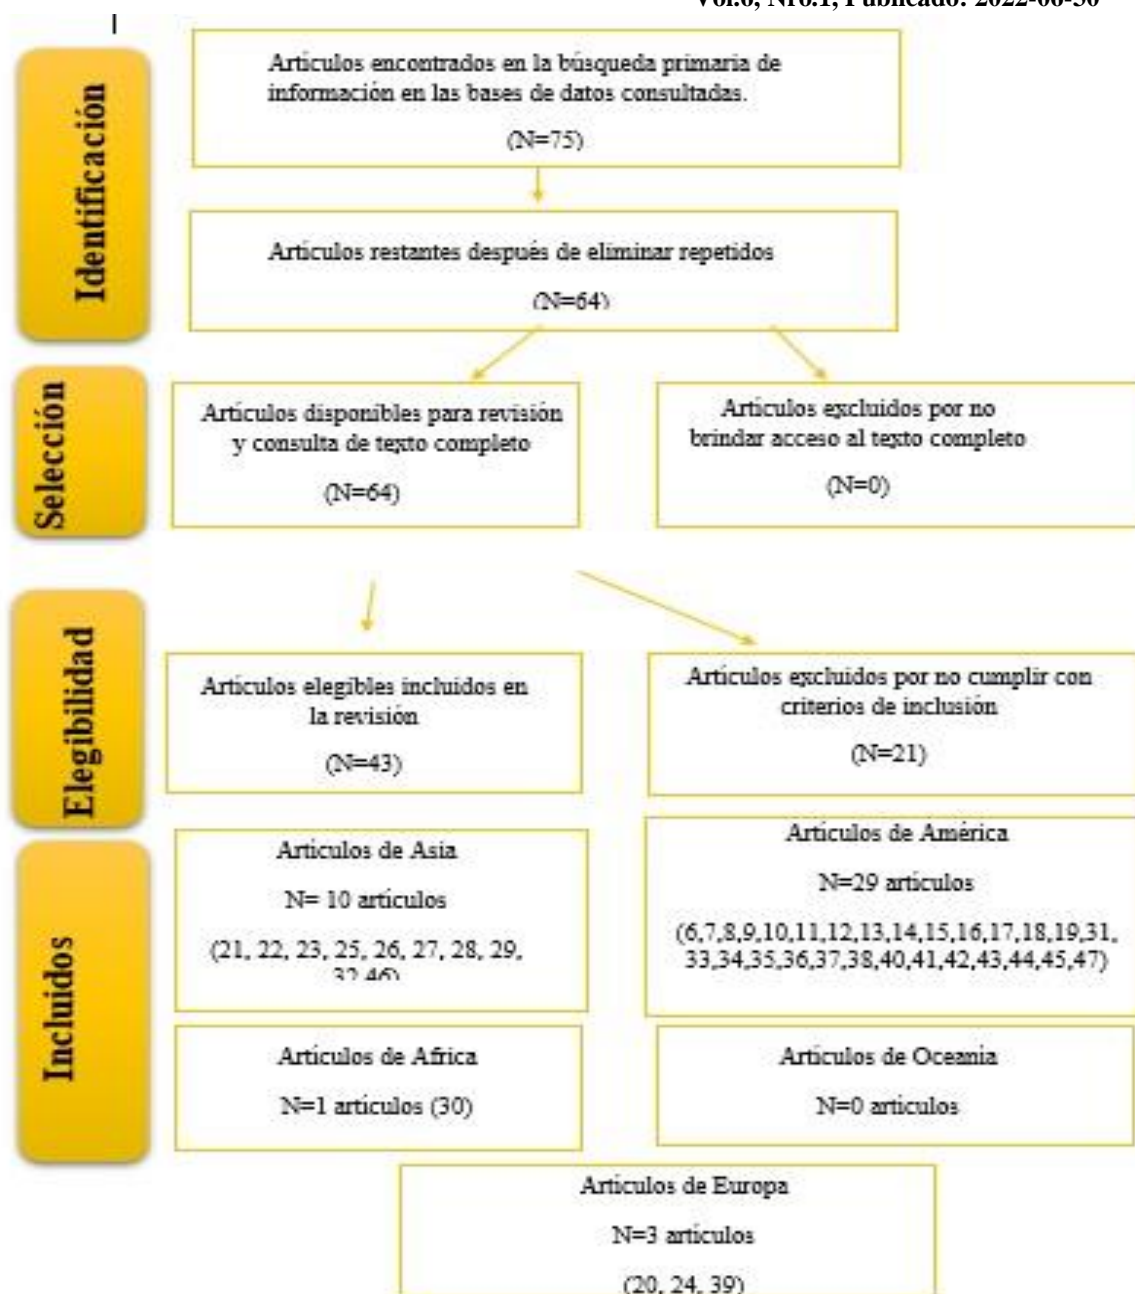 Vol.6, Nro.1, Publicado: 2022-06-30
Identificación
Artículos encontrados en la búsqueda primaria de
información en las bases de datos consultadas.
(N=75)
Artículos restantes después de eliminar repetidos
(N=64)
Selección
Artículos disponibles para revisión
y consulta de texto completo
(N=64)
Artículos excluidos por no
brindar acceso al texto completo
(N=0)
Elegibilidad
Artículos elegibles incluidos en
la revisión
(N=43)
Artículos excluidos por no cumplir con
criterios de inclusión
(N=21)
Incluidos
Artículos de Asia
N= 10 artículos
(21, 22, 23, 25, 26, 27, 28, 29,
32,46)
Artículos de América
N=29 artículos
(6,7,8,9,10,11,12,13,14,15,16,17,18,19,31,
33,34,35,36,37,38,40,41,42,43,44,45,47)
Artículos de Africa
N=1 artículos (30)
Artículos de Oceania
N=0 artículos
Artículos de Europa
N=3 artículos
(20, 24, 39)